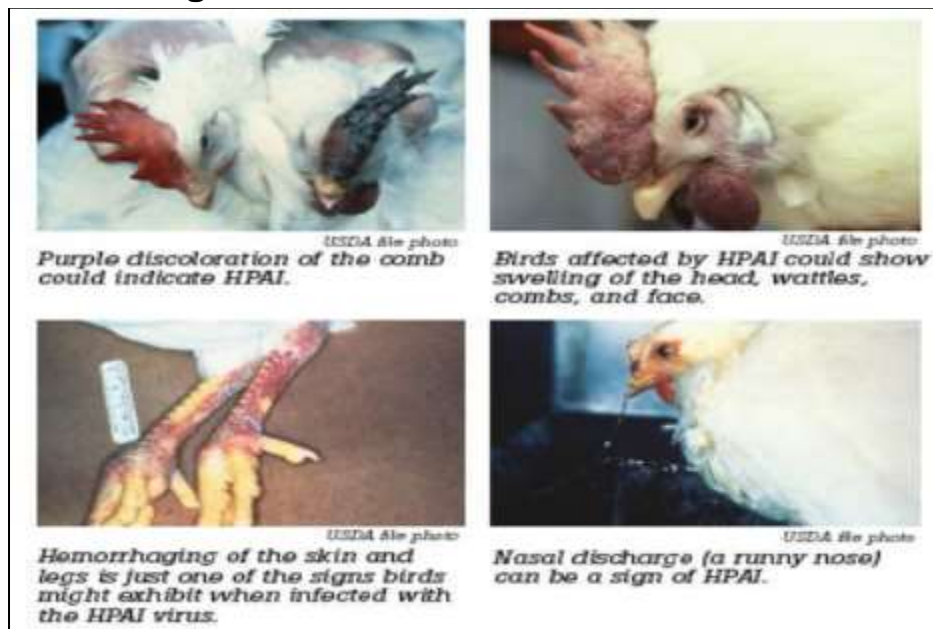 USDA file photo
Purple discoloration of the comb
could indicate HPAI.
USDA file photo
Birds affected by HPAI could show
swelling of the head, wattles,
combs, and face.
USDA file photo
Hemorrhaging of the skin and
legs is just one of the signs birds
might exhibit when infected with
the HPAI virus.
USDA file photo
Nasal discharge (a runny nose)
can be a sign of HPAI.